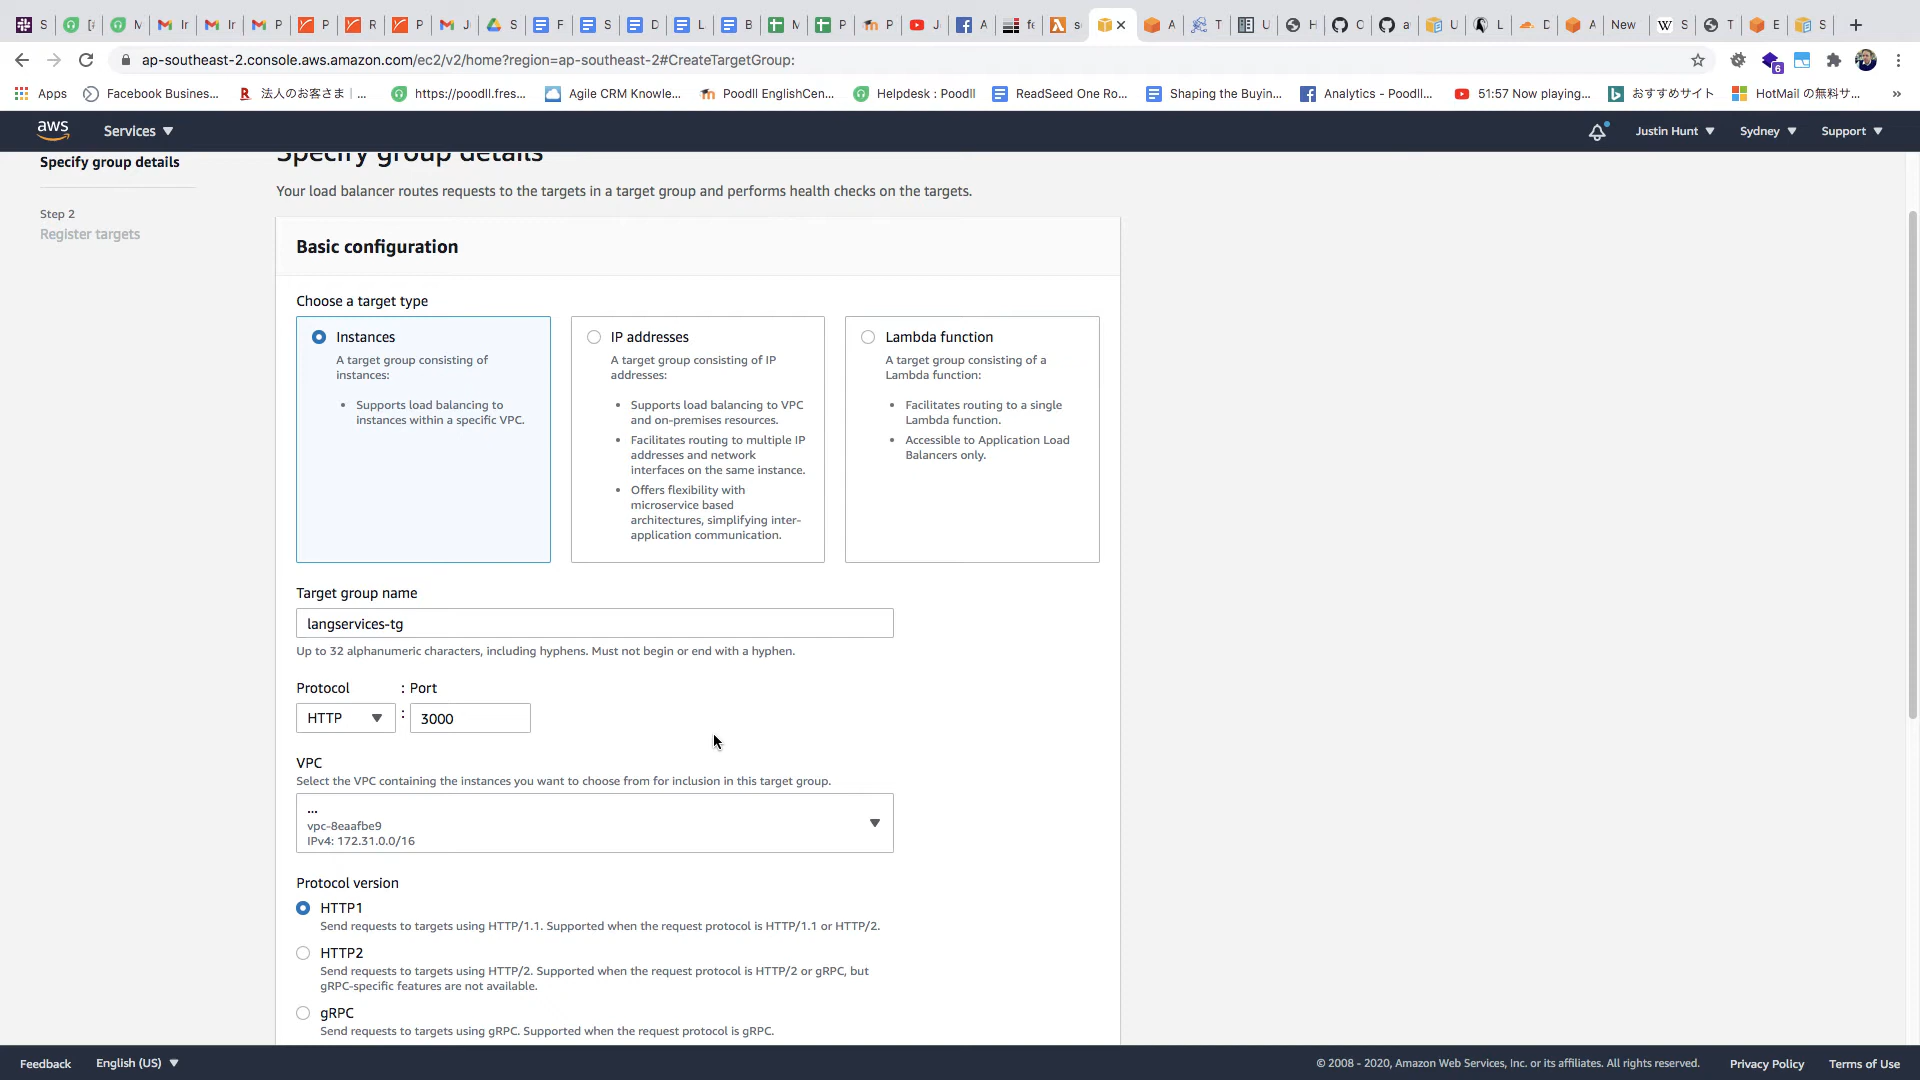 S
[‎
M
Ir
Ir
P
P
R
P
J
S
F
S
D
L
B
M
P
P
J
A
fe
s
A
T
U
H
C
a
U
L
D
A
New
S
T
E
S
ap-southeast-2.console.aws.amazon.com/ec2/v2/home?region=ap-southeast-2#CreateTargetGroup:
6
Apps
Facebook Business...
法人のお客さま | ...
https://poodll.fres...
Agile CRM Knowle...
Poodll EnglishCen...
Helpdesk : Poodll
ReadSeed One Ro...
Shaping the Buyin...
Analytics - Poodll...
51:57 Now playing...
おすすめサイト
HotMail の無料サ...
»
aws
Services
Justin Hunt
Sydney
Support
Specify group details
Step 2
Register targets
Specify group details
Your load balancer routes requests to the targets in a target group and performs health checks on the targets.
Basic configuration
Choose a target type
Instances
A target group consisting of
instances:
• Supports load balancing to
instances within a specific VPC.
IP addresses
A target group consisting of IP
addresses:
• Supports load balancing to VPC
and on-premises resources.
• Facilitates routing to multiple IP
addresses and network
interfaces on the same instance.
• Offers flexibility with
microservice based
architectures, simplifying inter-
application communication.
Lambda function
A target group consisting of a
Lambda function:
• Facilitates routing to a single
Lambda function.
• Accessible to Application Load
Balancers only.
Target group name
langservices-tg
Up to 32 alphanumeric characters, including hyphens. Must not begin or end with a hyphen.
Protocol : Port
HTTP : 3000
VPC
Select the VPC containing the instances you want to choose from for inclusion in this target group.
...
vpc-8eaafbe9
IPv4: 172.31.0.0/16
Protocol version
HTTP1
Send requests to targets using HTTP/1.1. Supported when the request protocol is HTTP/1.1 or HTTP/2.
HTTP2
Send requests to targets using HTTP/2. Supported when the request protocol is HTTP/2 or gRPC, but
gRPC-specific features are not available.
gRPC
Send requests to targets using gRPC. Supported when the request protocol is gRPC.
Feedback
English (US)
© 2008 - 2020, Amazon Web Services, Inc. or its affiliates. All rights reserved.
Privacy Policy
Terms of Use